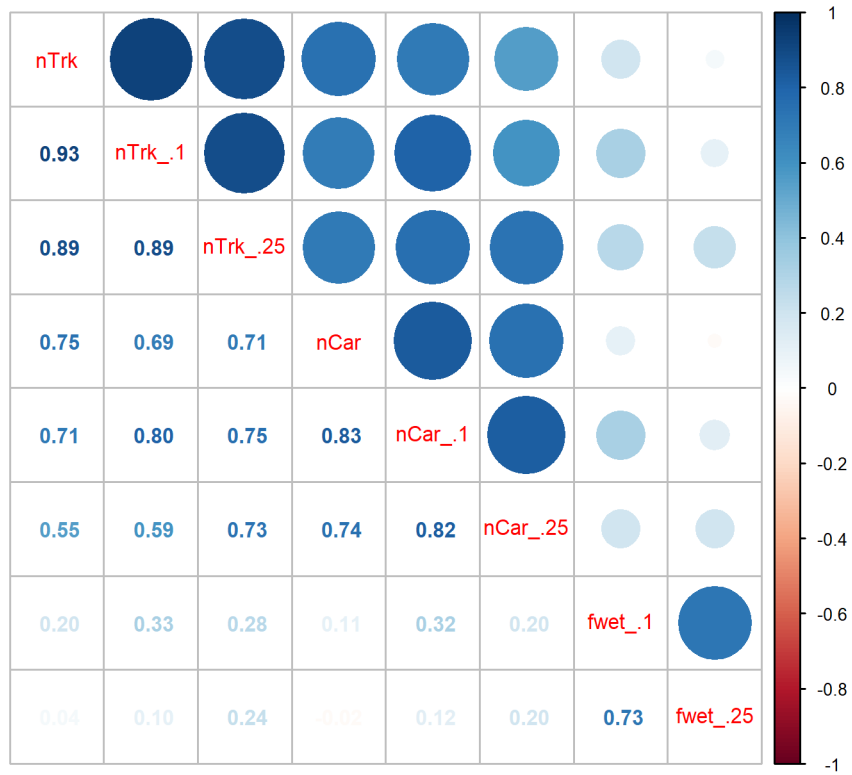 nTrk
0.93 nTrk_.1
0.89 0.89 nTrk_.25
0.75 0.69 0.71 nCar
0.71 0.80 0.75 0.83 nCar_.1
0.55 0.59 0.73 0.74 0.82 nCar_.25
0.20 0.33 0.28 0.11 0.32 0.20 fwet_.1
0.04 0.10 0.24 -0.02 0.12 0.20 0.73 fwet_.25
1
0.8
0.6
0.4
0.2
0
-0.2
-0.4
-0.6
-0.8
-1